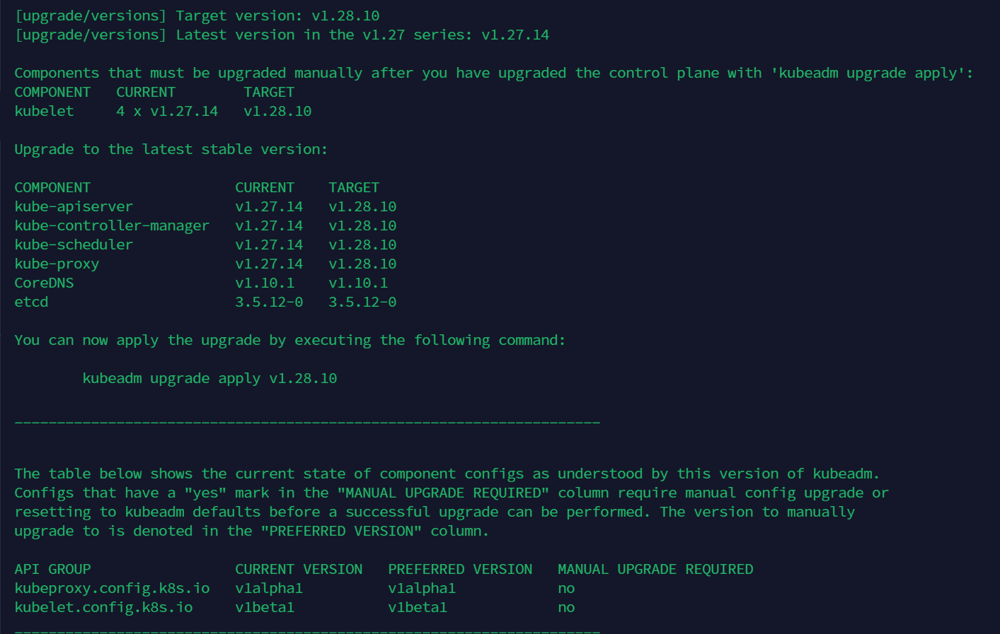 [upgrade/versions] Target version: v1.28.10
[upgrade/versions] Latest version in the v1.27 series: v1.27.14
Components that must be upgraded manually after you have upgraded the control plane with 'kubeadm upgrade apply':
COMPONENT   CURRENT        TARGET
kubelet     4 x v1.27.14   v1.28.10
Upgrade to the latest stable version:
COMPONENT                 CURRENT    TARGET
kube-apiserver            v1.27.14   v1.28.10
kube-controller-manager   v1.27.14   v1.28.10
kube-scheduler            v1.27.14   v1.28.10
kube-proxy                v1.27.14   v1.28.10
CoreDNS                   v1.10.1    v1.10.1
etcd                      3.5.12-0   3.5.12-0
You can now apply the upgrade by executing the following command:
        kubeadm upgrade apply v1.28.10
_____________________________________________________________________
The table below shows the current state of component configs as understood by this version of kubeadm.
Configs that have a "yes" mark in the "MANUAL UPGRADE REQUIRED" column require manual config upgrade or
resetting to kubeadm defaults before a successful upgrade can be performed. The version to manually
upgrade to is denoted in the "PREFERRED VERSION" column.
API GROUP                 CURRENT VERSION   PREFERRED VERSION   MANUAL UPGRADE REQUIRED
kubeproxy.config.k8s.io   v1alpha1          v1alpha1            no
kubelet.config.k8s.io     v1beta1           v1beta1             no
_____________________________________________________________________